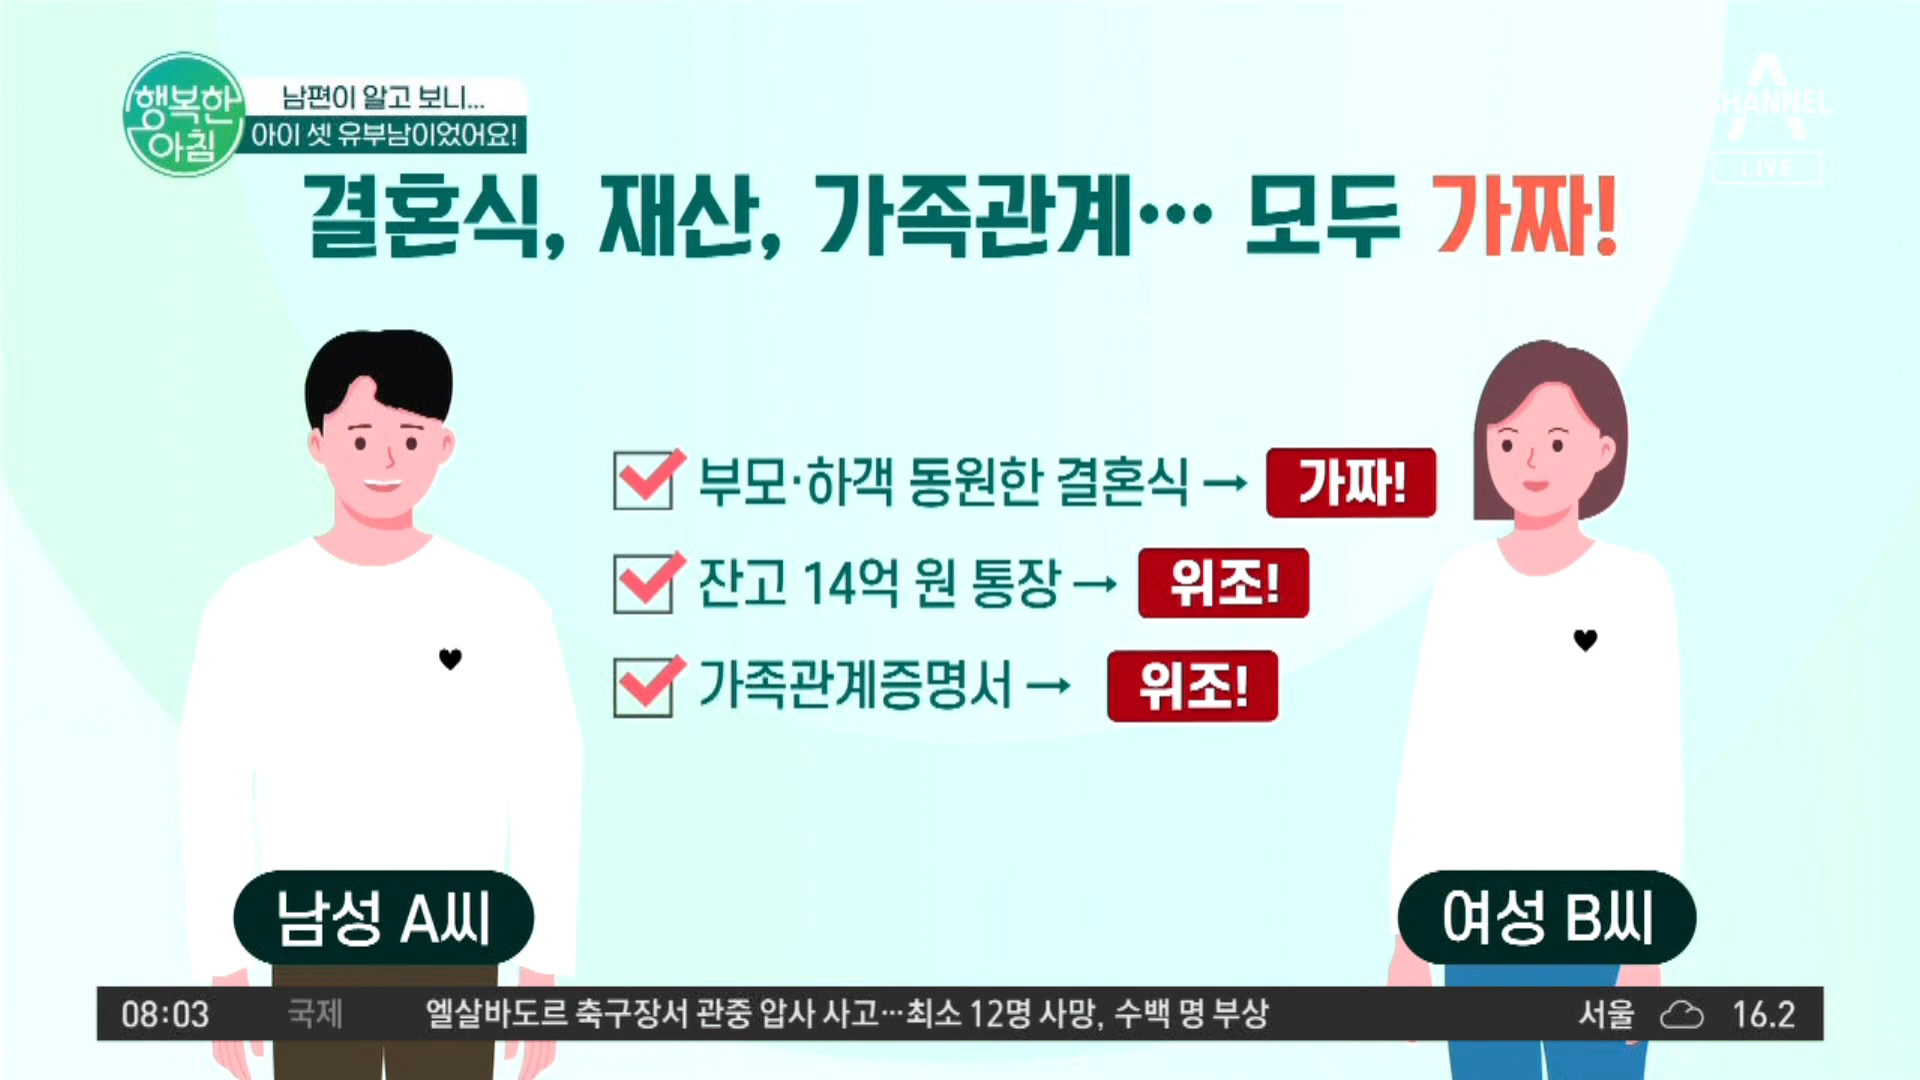 행복한
아침
남편이 알고 보니...
아이 셋 유부남이었어요!
CHANNEL A
LIVE
결혼식, 재산, 가족관계… 모두 가짜!
부모·하객 동원한 결혼식 → 가짜!
잔고 14억 원 통장 → 위조!
가족관계증명서 → 위조!
남성 A씨
여성 B씨
08:03 국제 엘살바도르 축구장서 관중 압사 사고…최소 12명 사망, 수백 명 부상 서울 16.2